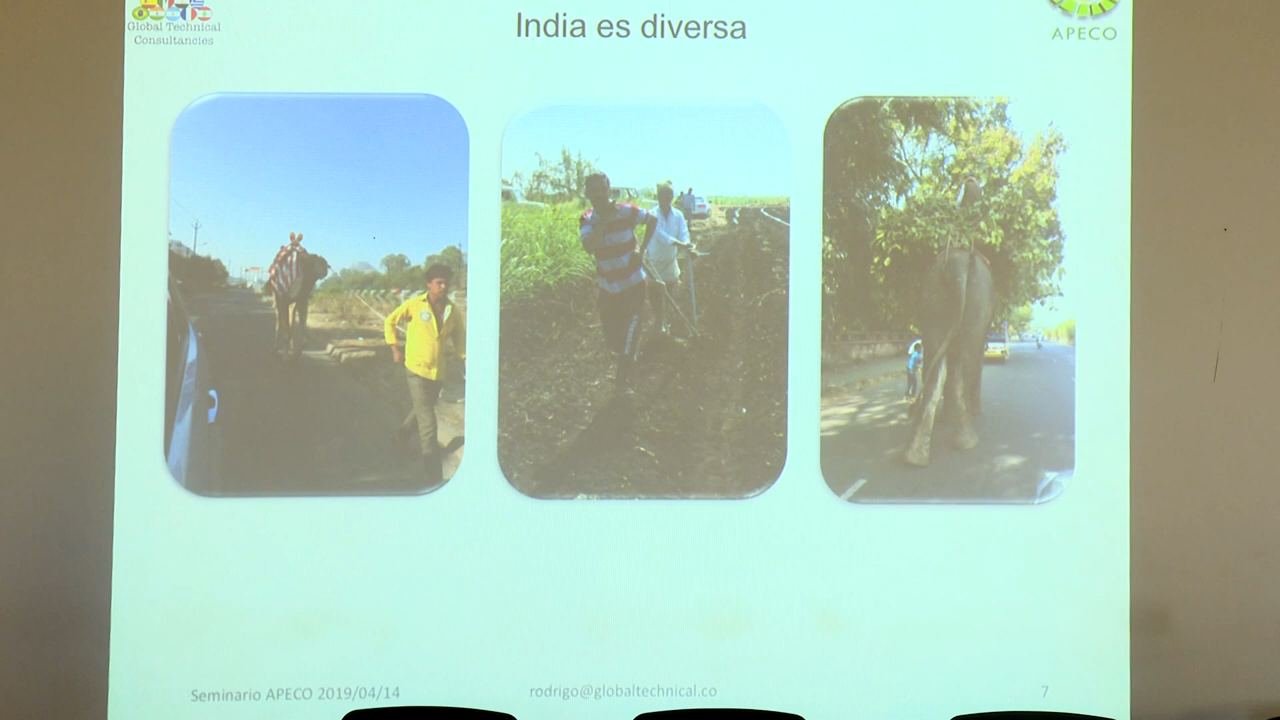 Global Technical
Consultancies
India es diversa
APECO
Seminario APECO 2019/04/14
rodrigo@globaltechnical.co
7